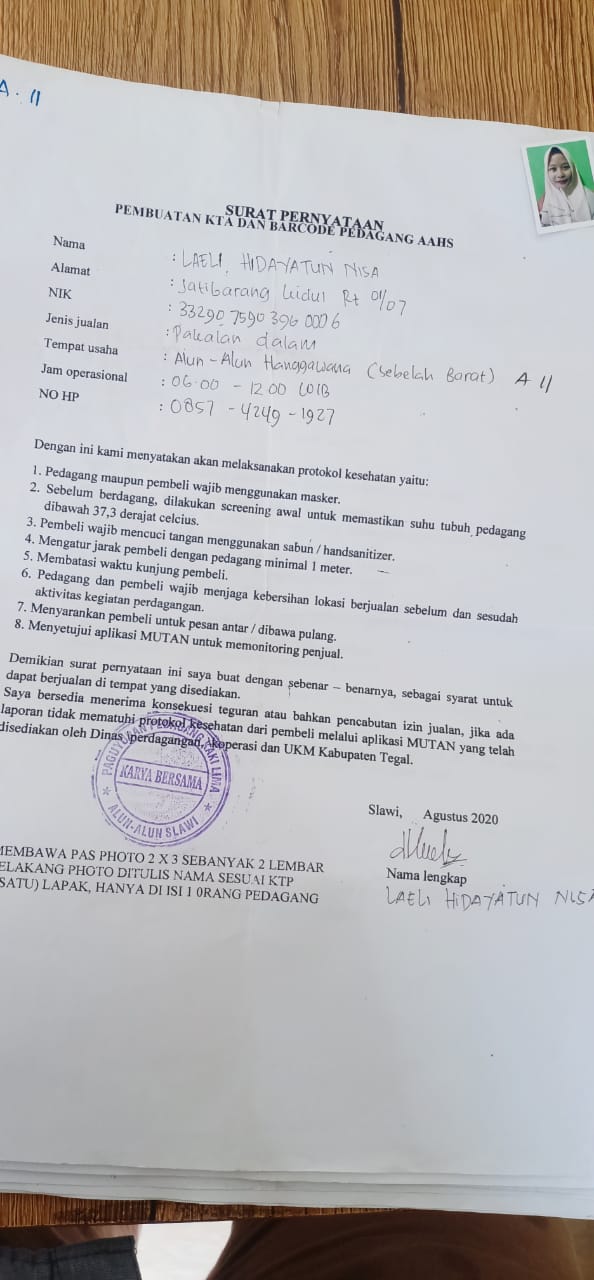 A. 11
SURAT PERNYATAAN
PEMBUATAN KTA DAN BARCODE PEDAGANG AAHS
Nama : LAELI HIDAYATUN NISA
Alamat : Jatibarang kidul Rt 01/07
NIK : 3329075903960006
Jenis jualan : Pakaian dalam
Tempat usaha : Alun-Alun Hanggawana (Sebelah Barat) A 11
Jam operasional : 06.00 - 12.00 WIB
NO HP : 0857-4249-1927
Dengan ini kami menyatakan akan melaksanakan protokol kesehatan yaitu:
1. Pedagang maupun pembeli wajib menggunakan masker.
2. Sebelum berdagang, dilakukan screening awal untuk memastikan suhu tubuh pedagang
dibawah 37,3 derajat celcius.
3. Pembeli wajib mencuci tangan menggunakan sabun / handsanitizer.
4. Mengatur jarak pembeli dengan pedagang minimal 1 meter.
5. Membatasi waktu kunjung pembeli.
6. Pedagang dan pembeli wajib menjaga kebersihan lokasi berjualan sebelum dan sesudah
aktivitas kegiatan perdagangan.
7. Menyarankan pembeli untuk pesan antar / dibawa pulang.
8. Menyetujui aplikasi MUTAN untuk memonitoring penjual.
Demikian surat pernyataan ini saya buat dengan sebenar – benarnya, sebagai syarat untuk
dapat berjualan di tempat yang disediakan.
Saya bersedia menerima konsekuesi teguran atau bahkan pencabutan izin jualan, jika ada
laporan tidak mematuhi protokol kesehatan dari pembeli melalui aplikasi MUTAN yang telah
disediakan oleh Dinas perdagangan, koperasi dan UKM Kabupaten Tegal.
PAGUYUBAN PEDAGANG KAKI LIMA
KARYA BERSAMA
ALUN-ALUN SLAWI
Slawi, Agustus 2020
Nama lengkap
LAELI HIDAYATUN NISA
MEMBAWA PAS PHOTO 2 X 3 SEBANYAK 2 LEMBAR
ELAKANG PHOTO DITULIS NAMA SESUAI KTP
SATU) LAPAK, HANYA DI ISI 1 0RANG PEDAGANG